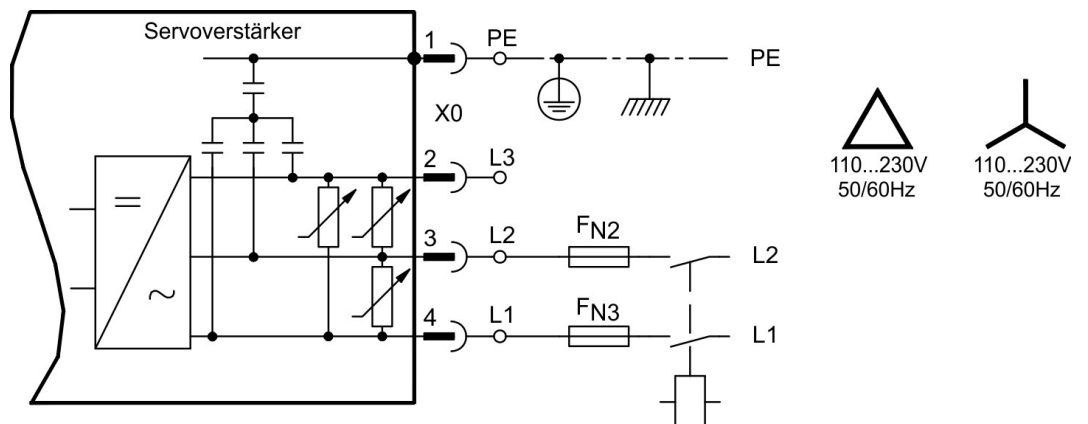 Servoverstärker
1
PE
PE
X0
2
L3
3
L2
FN2
L2
4
L1
FN3
L1
110...230V
50/60Hz
110...230V
50/60Hz